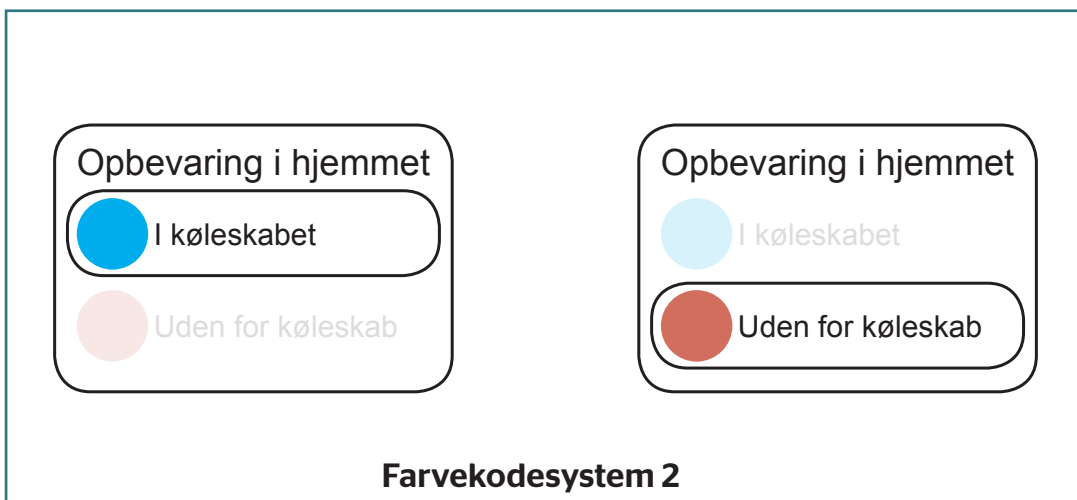 Opbevaring i hjemmet
I køleskabet
Uden for køleskab
Opbevaring i hjemmet
I køleskabet
Uden for køleskab
Farvekodesystem 2